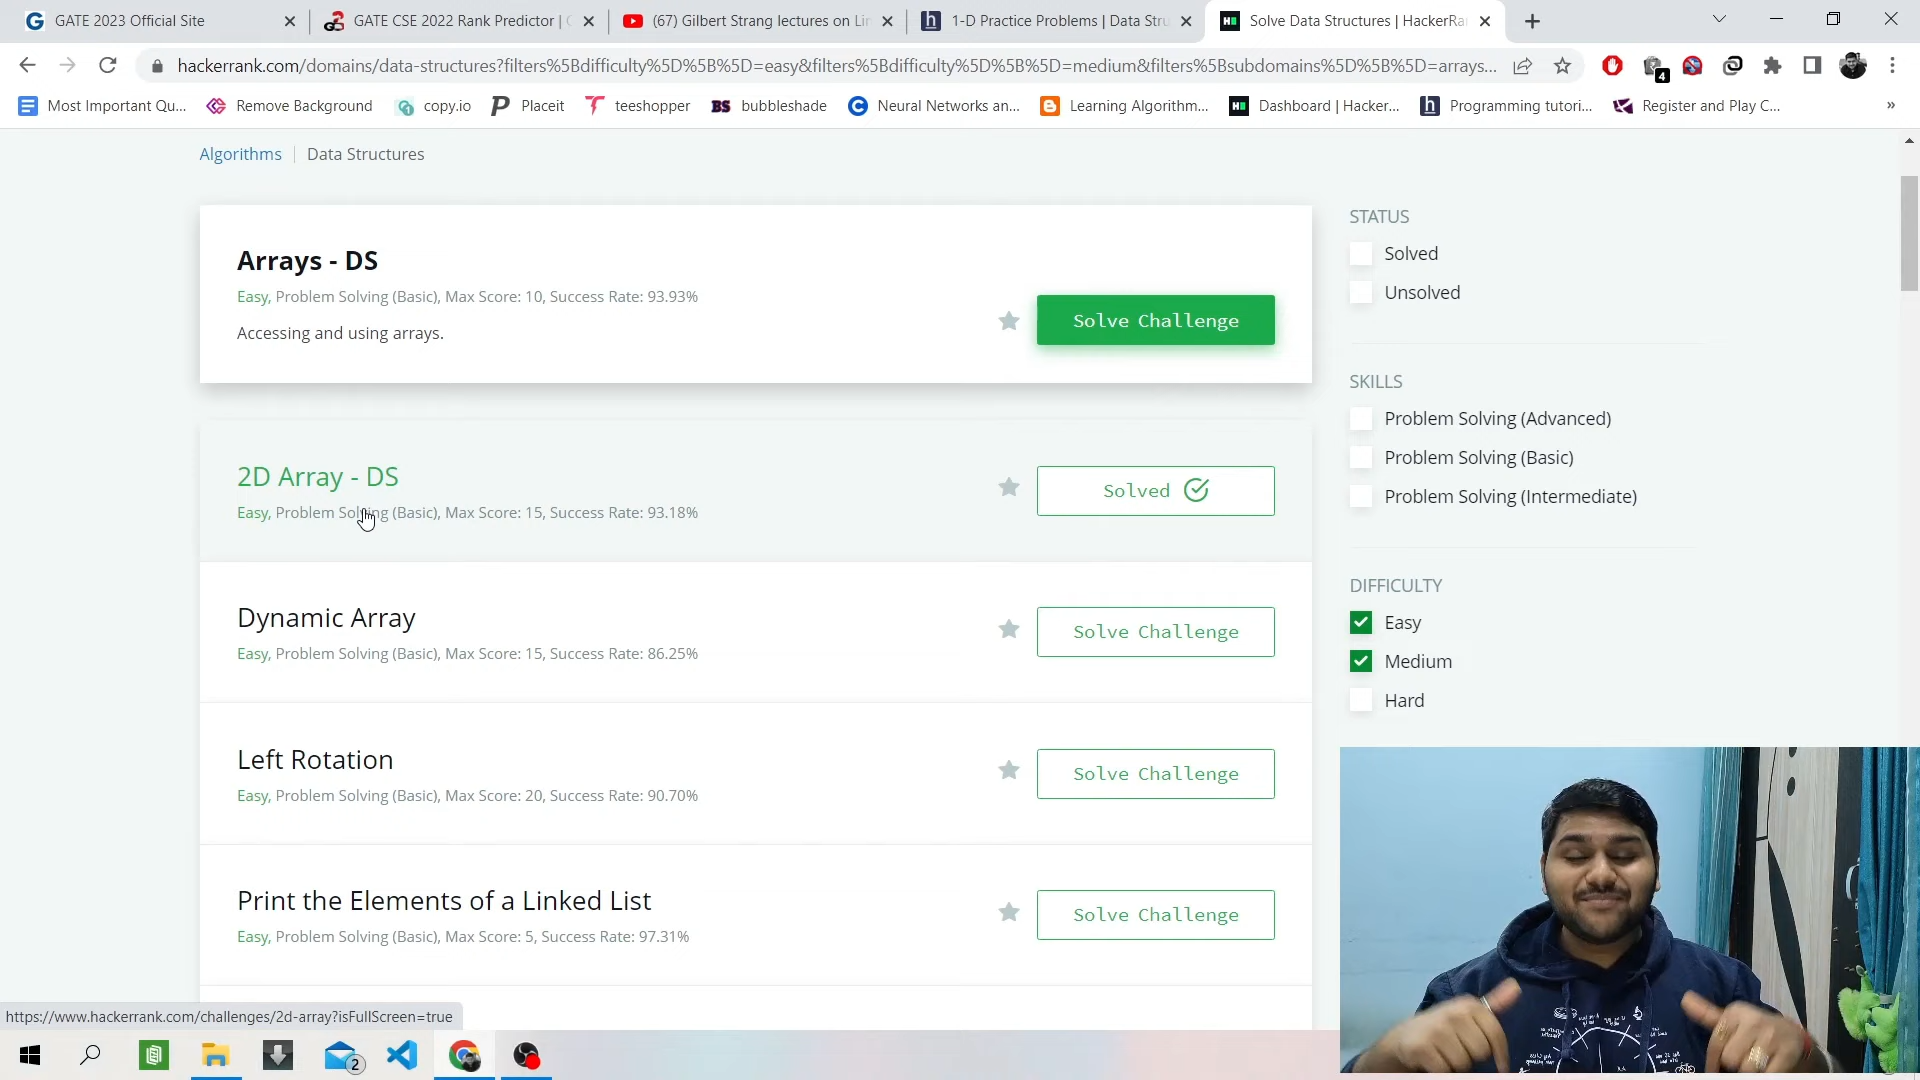 GATE 2023 Official Site
GATE CSE 2022 Rank Predictor |
(67) Gilbert Strang lectures on Lin
1-D Practice Problems | Data Stru
Solve Data Structures | HackerRa
hackerrank.com/domains/data-structures?filters%5Bdifficulty%5D%5B%5D=easy&filters%5Bdifficulty%5D%5B%5D=medium&filters%5Bsubdomains%5D%5B%5D=arrays...
4
Most Important Qu...
Remove Background
copy.io
Placeit
teeshopper
BS bubbleshade
Neural Networks an...
Learning Algorithm...
Dashboard | Hacker...
Programming tutori...
Register and Play C...
»
Algorithms | Data Structures
Arrays - DS
Easy, Problem Solving (Basic), Max Score: 10, Success Rate: 93.93%
Accessing and using arrays.
Solve Challenge
2D Array - DS
Easy, Problem Solving (Basic), Max Score: 15, Success Rate: 93.18%
Solved
Dynamic Array
Easy, Problem Solving (Basic), Max Score: 15, Success Rate: 86.25%
Solve Challenge
Left Rotation
Easy, Problem Solving (Basic), Max Score: 20, Success Rate: 90.70%
Solve Challenge
Print the Elements of a Linked List
Easy, Problem Solving (Basic), Max Score: 5, Success Rate: 97.31%
Solve Challenge
STATUS
Solved
Unsolved
SKILLS
Problem Solving (Advanced)
Problem Solving (Basic)
Problem Solving (Intermediate)
DIFFICULTY
Easy
Medium
Hard
https://www.hackerrank.com/challenges/2d-array?isFullScreen=true
2